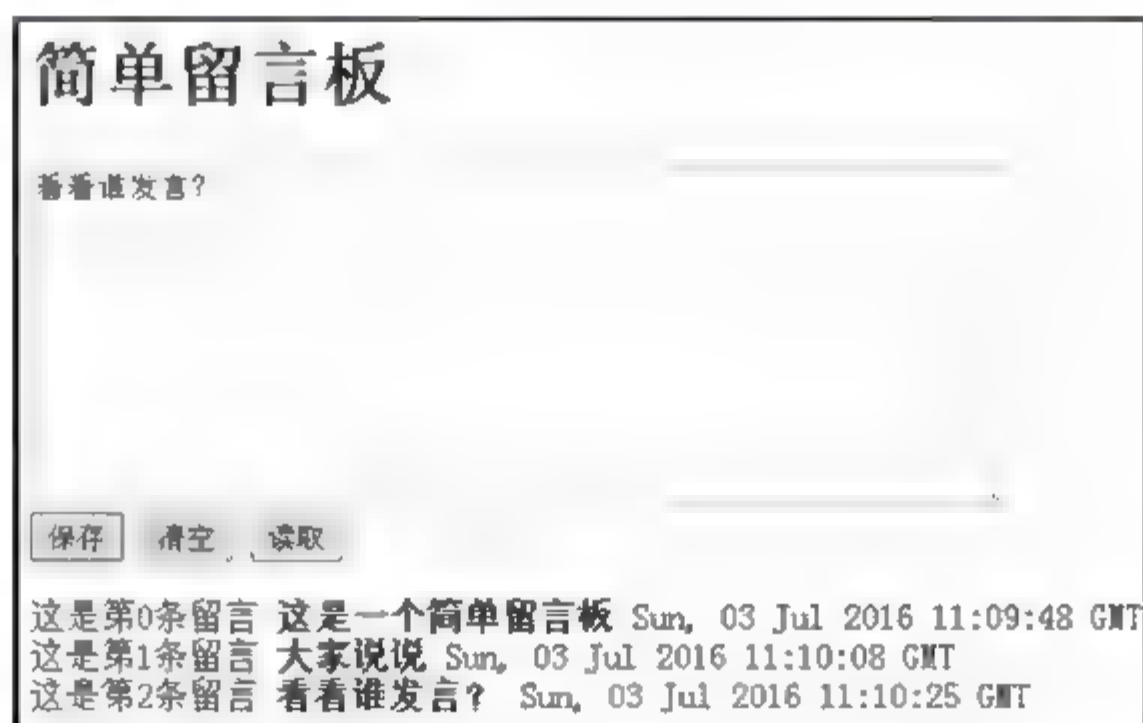 简单留言板
看看谁发言?
保存 清空 读取
这是第0条留言 这是一个简单留言板 Sun, 03 Jul 2016 11:09:48 GMT
这是第1条留言 大家说说 Sun, 03 Jul 2016 11:10:08 GMT
这是第2条留言 看看谁发言? Sun, 03 Jul 2016 11:10:25 GMT